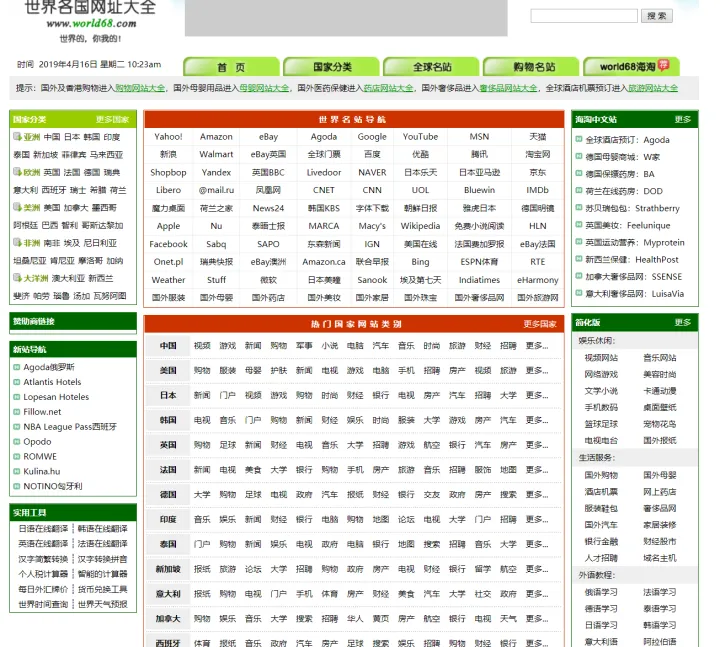 世界各国网址大全
www.world68.com
世界的，你我的！
搜 索
时间 2019年4月16日 星期二 10:23am
首 页
国家分类
全球名站
购物名站
world68海淘
荐
提示：国外及香港购物进入购物网站大全，国外母婴用品进入母婴网站大全，国外医药保健进入药店网站大全，国外奢侈品进入奢侈品网站大全，全球酒店机票预订进入旅游网站大全
国家分类 更多国家
亚洲 中国 日本 韩国 印度
泰国 新加坡 菲律宾 马来西亚
欧洲 英国 法国 德国 瑞典
意大利 西班牙 瑞士 希腊 荷兰
美洲 美国 加拿大 墨西哥
阿根廷 巴西 智利 哥斯达黎加
非洲 南非 埃及 尼日利亚
坦桑尼亚 肯尼亚 摩洛哥 加纳
大洋洲 澳大利亚 新西兰
斐济 帕劳 瑙鲁 汤加 瓦努阿图
赞助商链接
新站导航
Agoda俄罗斯
Atlantis Hotels
Lopesan Hoteles
Fillow.net
NBA League Pass西班牙
Opodo
ROMWE
Kulina.hu
NOTINO匈牙利
实用工具
日语在线翻译 韩语在线翻译
英语在线翻译 法语在线翻译
汉字简繁转换 汉字转换拼音
个人税计算器 智能的计算器
每日外汇牌价 货币兑换工具
世界时间查询 世界天气预报
世 界 名 站 导 航
Yahoo! Amazon eBay Agoda Google YouTube MSN 天猫
新浪 Walmart eBay英国 全球门票 百度 优酷 腾讯 淘宝网
Shopbop Yandex 英国BBC Livedoor NAVER 日本乐天 日本亚马逊 京东
Libero @mail.ru 凤凰网 CNET CNN UOL Bluewin IMDb
魔力桌面 荷兰之家 News24 韩国KBS 字体下载 朝鲜日报 雅虎日本 德国明镜
Apple Nu 泰晤士报 MARCA Macy's Wikipedia 免费小说阅读 HLN
Facebook Sabq SAPO 东森新闻 IGN 美国在线 法国费加罗报 eBay法国
Onet.pl 瑞典快报 eBay澳洲 Amazon.ca 联合早报 Bing ESPN体育 RTE
Weather Stuff 微软 日本美瞳 Sanook 埃及第七天 Indiatimes eHarmony
国外服装 国外母婴 国外药店 国外美妆 国外家居 国外珠宝 国外奢侈品网 国外旅游网
热 门 国 家 网 站 类 别 更多国家
中国 视频 游戏 新闻 购物 军事 小说 电脑 汽车 音乐 时尚 旅游 财经 招聘 更多...
美国 购物 服装 母婴 护肤 新闻 电视 游戏 电脑 手机 招聘 房产 视频 旅游 更多...
日本 新闻 门户 视频 游戏 购物 时尚 财经 银行 电视 房产 汽车 招聘 大学 更多...
韩国 电视 音乐 门户 购物 新闻 财经 娱乐 时尚 服装 大学 游戏 房产 汽车 更多...
英国 购物 足球 新闻 财经 电视 音乐 大学 招聘 游戏 航空 银行 汽车 房产 更多...
法国 新闻 电视 美食 大学 银行 购物 手机 房产 旅游 音乐 招聘 服饰 地图 更多...
德国 大学 购物 足球 电视 政府 汽车 报纸 财经 银行 交友 政府 房产 搜索 更多...
印度 音乐 娱乐 新闻 财经 银行 电脑 购物 地图 论坛 电视 大学 门户 招聘 更多...
泰国 门户 购物 新闻 娱乐 电视 政府 电脑 银行 地图 搜索 招聘 音乐 大学 更多...
新加坡 报纸 旅游 论坛 大学 招聘 购物 政府 房产 电视 财经 银行 留学 航空 更多...
意大利 报纸 购物 电视 门户 手机 体育 房产 财经 美食 汽车 大学 社交 政府 更多...
加拿大 购物 娱乐 音乐 大学 搜索 招聘 华人 黄页 房产 航空 银行 电视 天气 更多...
西班牙 体育 报纸 音乐 政府 汽车 房产 足球 搜索 娱乐 招聘 购物 财经 银行 更多...
海淘中文站 更多
全球酒店预订：Agoda
德国母婴商城：W家
德国保镖药房：BA
荷兰在线药房：DOD
苏贝瑞包包：Strathberry
英国美妆：Feelunique
英国运动营养：Myprotein
新西兰保健：HealthPost
加拿大奢侈品：SSENSE
意大利奢侈品：LuisaVia
简化版 更多
娱乐休闲：
视频网站 音乐网站
网络游戏 美容时尚
文学小说 卡通动漫
手机数码 桌面壁纸
篮球足球 宠物花鸟
电视电台 国外报纸
生活服务：
国外购物 国外母婴
酒店机票 网上药店
服装鞋包 奢侈品网
国外汽车 家居装修
银行金融 财经股市
人才招聘 域名主机
外语教程：
俄语学习 法语学习
德语学习 泰语学习
日语学习 韩语学习
意大利语 阿拉伯语